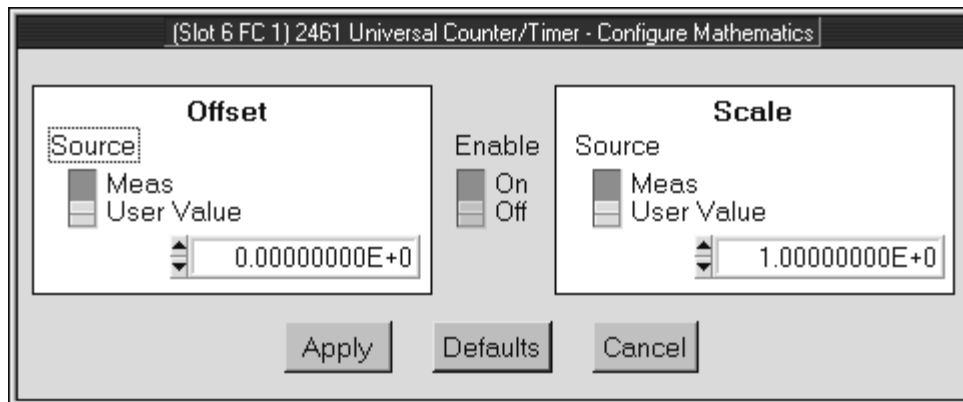 (Slot 6 FC 1) 2461 Universal Counter/Timer - Configure Mathematics
Offset
Source
Meas
User Value
0.00000000E+0
Enable
On
Off
Scale
Source
Meas
User Value
1.00000000E+0
Apply
Defaults
Cancel